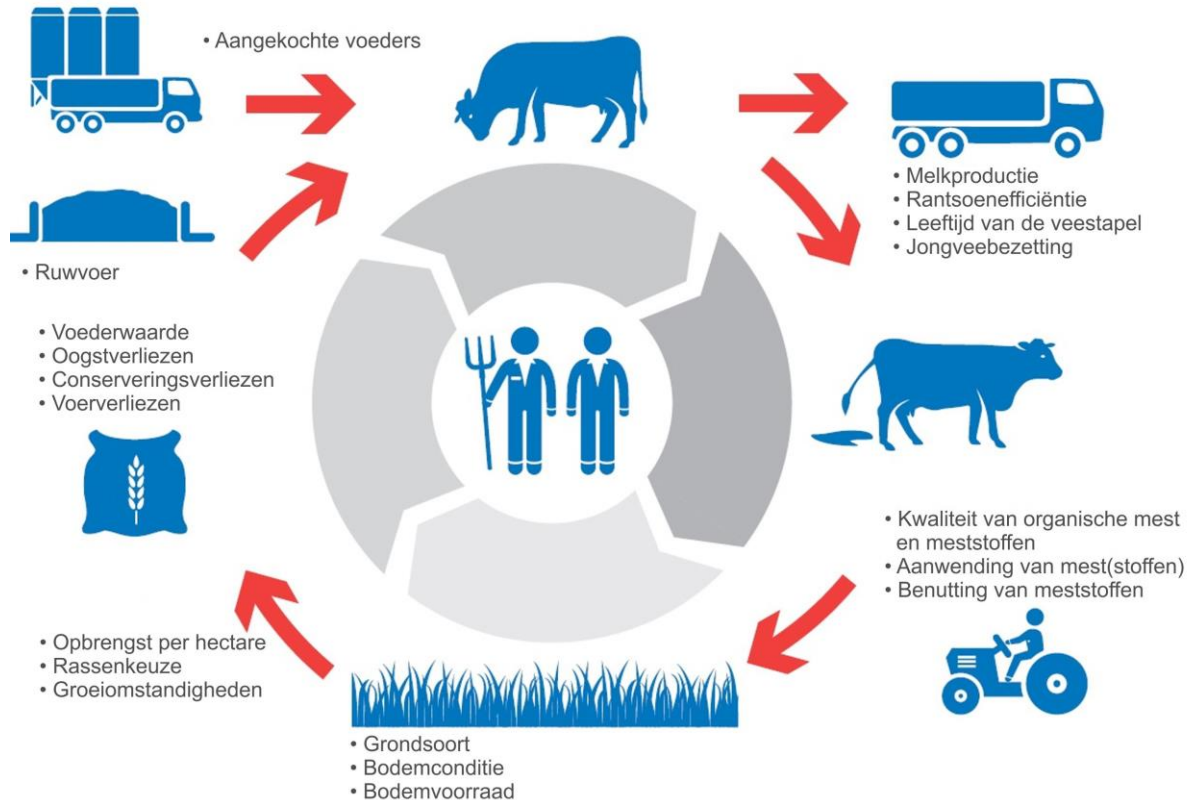 • Aangekochte voeders
• Melkproductie
• Rantsoenefficiëntie
• Leeftijd van de veestapel
• Jongveebezetting
• Ruwvoer
• Voederwaarde
• Oogstverliezen
• Conserveringsverliezen
• Voerverliezen
• Kwaliteit van organische mest
en meststoffen
• Aanwending van mest(stoffen)
• Benutting van meststoffen
• Opbrengst per hectare
• Rassenkeuze
• Groeiomstandigheden
• Grondsoort
• Bodemconditie
• Bodemvoorraad